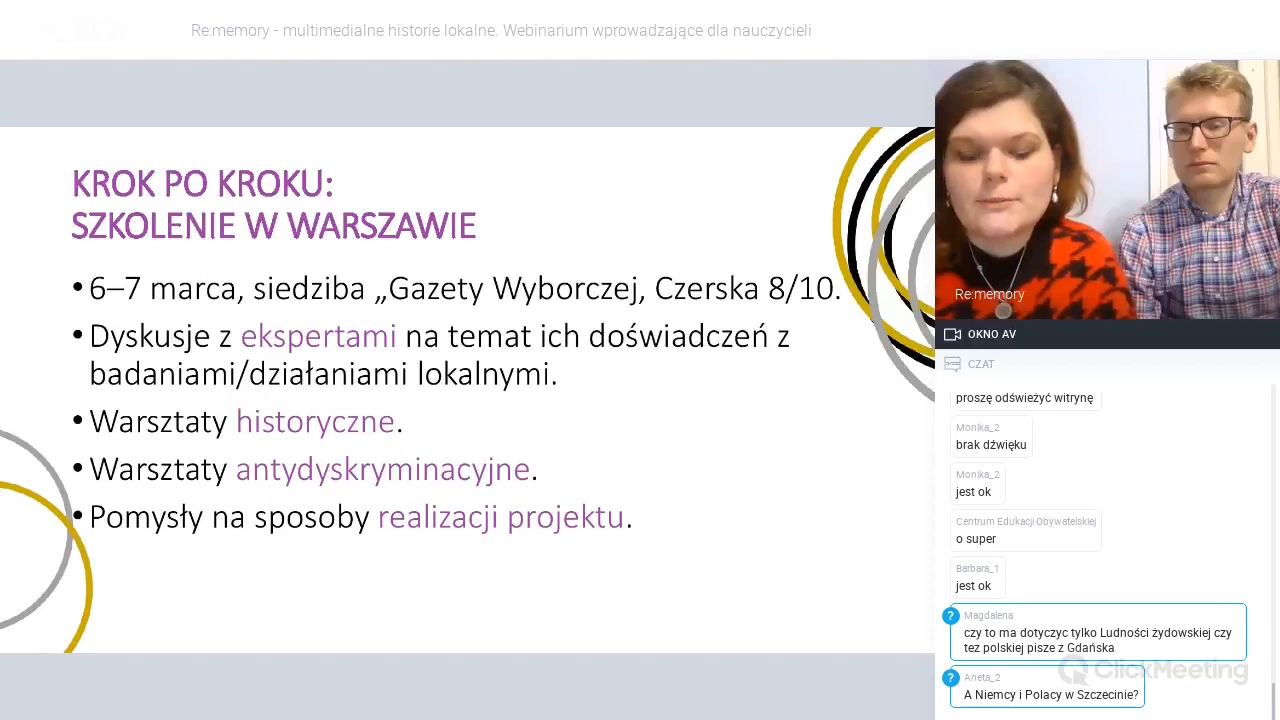 Re:memory - multimedialne historie lokalne. Webinarium wprowadzające dla nauczycieli
KROK PO KROKU:
SZKOLENIE W WARSZAWIE
• 6–7 marca, siedziba „Gazety Wyborczej, Czerska 8/10.
• Dyskusje z ekspertami na temat ich doświadczeń z
badaniami/działaniami lokalnymi.
• Warsztaty historyczne.
• Warsztaty antydyskryminacyjne.
• Pomysły na sposoby realizacji projektu.
Re:memory
OKNO AV
CZAT
proszę odświeżyć witrynę
Monika_2
brak dźwięku
Monika_2
jest ok
Centrum Edukacji Obywatelskiej
o super
Barbara_1
jest ok
? Magdalena
czy to ma dotyczyc tylko Ludności żydowskiej czy
tez polskiej pisze z Gdańska
ClickMeeting
? Aneta_2
A Niemcy i Polacy w Szczecinie?